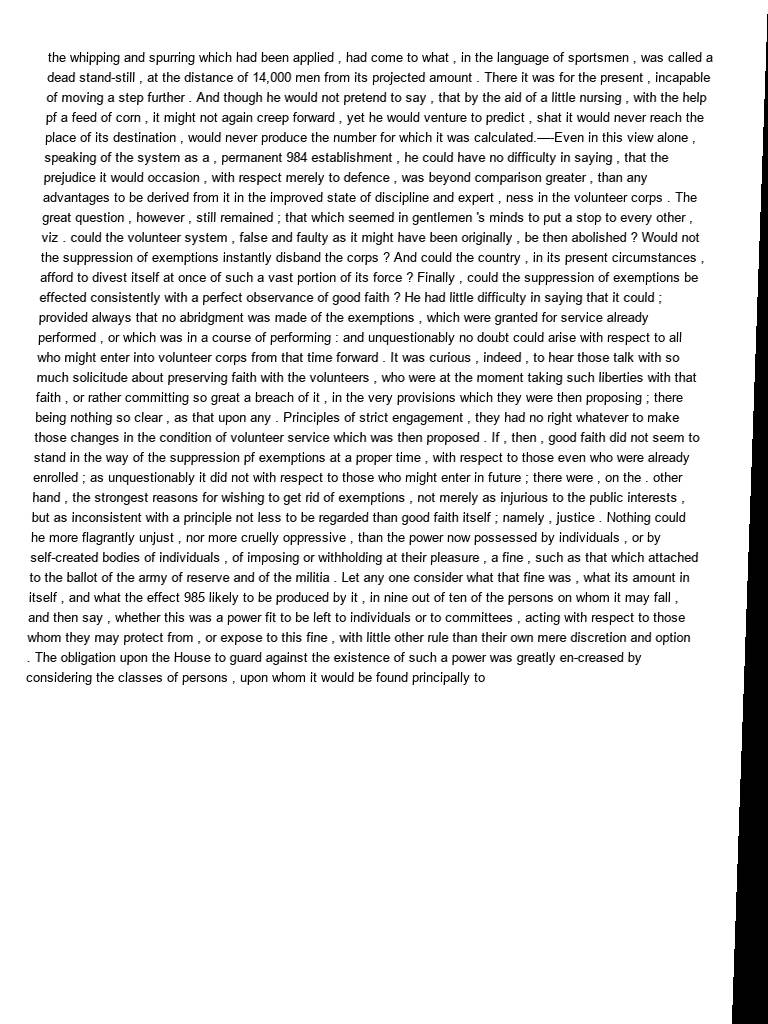 the whipping and spurring which had been applied , had come to what , in the language of sportsmen , was called a
dead stand-still , at the distance of 14,000 men from its projected amount . There it was for the present , incapable
of moving a step further . And though he would not pretend to say , that by the aid of a little nursing , with the help
pf a feed of corn , it might not again creep forward , yet he would venture to predict , shat it would never reach the
place of its destination , would never produce the number for which it was calculated.—Even in this view alone ,
speaking of the system as a , permanent 984 establishment , he could have no difficulty in saying , that the
prejudice it would occasion , with respect merely to defence , was beyond comparison greater , than any
advantages to be derived from it in the improved state of discipline and expert , ness in the volunteer corps . The
great question , however , still remained ; that which seemed in gentlemen 's minds to put a stop to every other ,
viz . could the volunteer system , false and faulty as it might have been originally , be then abolished ? Would not
the suppression of exemptions instantly disband the corps ? And could the country , in its present circumstances ,
afford to divest itself at once of such a vast portion of its force ? Finally , could the suppression of exemptions be
effected consistently with a perfect observance of good faith ? He had little difficulty in saying that it could ;
provided always that no abridgment was made of the exemptions , which were granted for service already
performed , or which was in a course of performing : and unquestionably no doubt could arise with respect to all
who might enter into volunteer corps from that time forward . It was curious , indeed , to hear those talk with so
much solicitude about preserving faith with the volunteers , who were at the moment taking such liberties with that
faith , or rather committing so great a breach of it , in the very provisions which they were then proposing ; there
being nothing so clear , as that upon any . Principles of strict engagement , they had no right whatever to make
those changes in the condition of volunteer service which was then proposed . If , then , good faith did not seem to
stand in the way of the suppression pf exemptions at a proper time , with respect to those even who were already
enrolled ; as unquestionably it did not with respect to those who might enter in future ; there were , on the . other
hand , the strongest reasons for wishing to get rid of exemptions , not merely as injurious to the public interests ,
but as inconsistent with a principle not less to be regarded than good faith itself ; namely , justice . Nothing could
he more flagrantly unjust , nor more cruelly oppressive , than the power now possessed by individuals , or by
self-created bodies of individuals , of imposing or withholding at their pleasure , a fine , such as that which attached
to the ballot of the army of reserve and of the militia . Let any one consider what that fine was , what its amount in
itself , and what the effect 985 likely to be produced by it , in nine out of ten of the persons on whom it may fall ,
and then say , whether this was a power fit to be left to individuals or to committees , acting with respect to those
whom they may protect from , or expose to this fine , with little other rule than their own mere discretion and option
. The obligation upon the House to guard against the existence of such a power was greatly en-creased by
considering the classes of persons , upon whom it would be found principally to